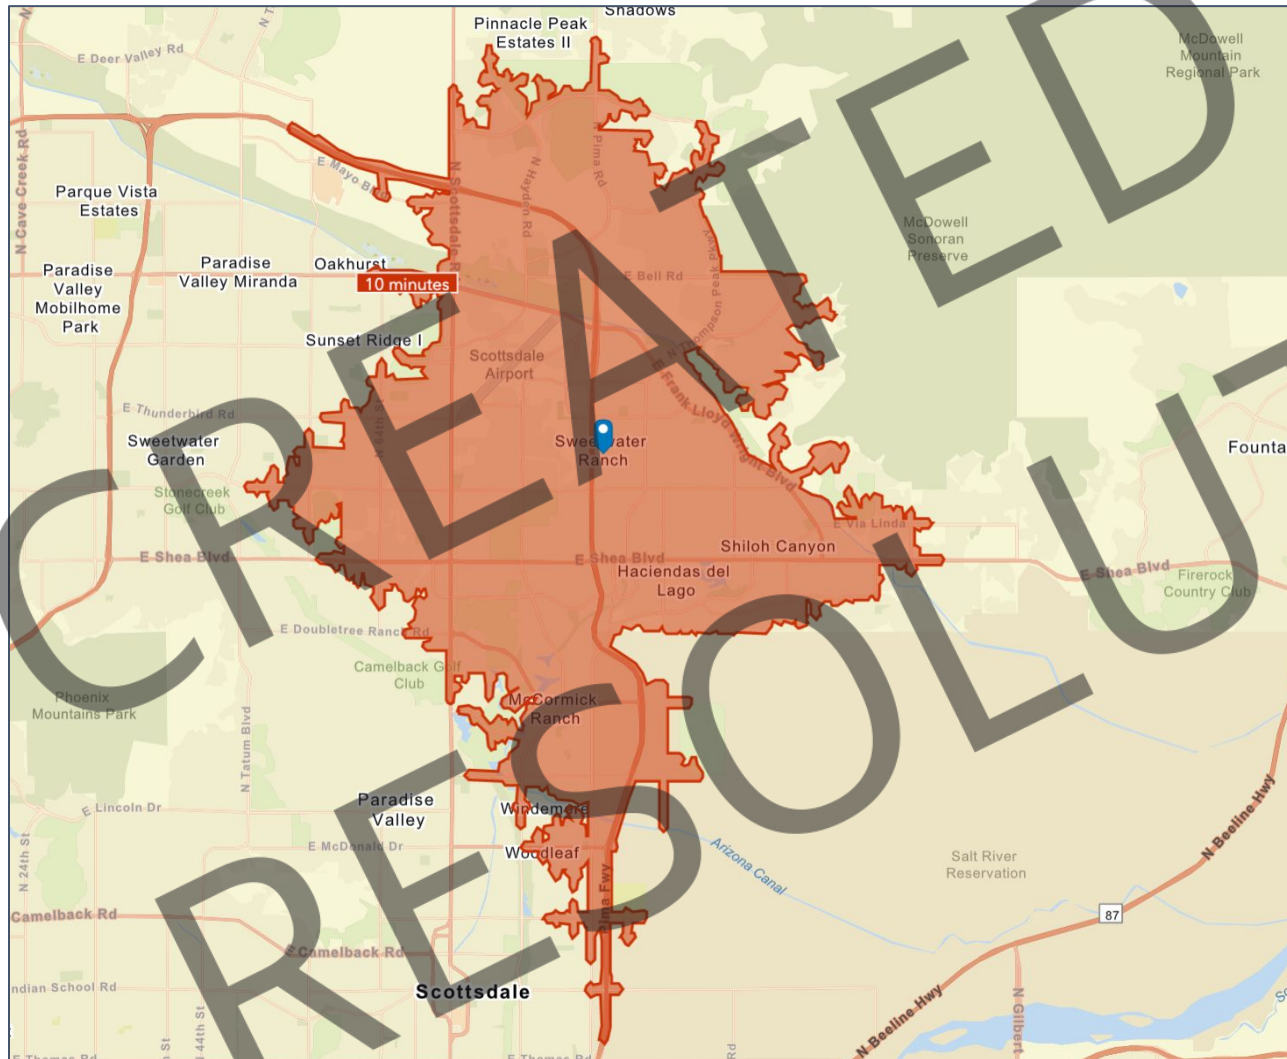 Shadows
Pinnacle Peak
Estates II
McDowell
Mountain
Regional Park
E Deer Valley Rd
N Cave Creek Rd
N Pima Rd
N Hayden Rd
N Scottsdale R
E Mayo Blv
Parque Vista
Estates
McDowell
Sonoran
Preserve
Paradise
Valley
Mobilhome
Park
Paradise
Valley Miranda
Oakhurst
10 minutes
E Bell Rd
N Thompson Peak Pkwy
Sunset Ridge I
Scottsdale
Airport
E Frank Lloyd Wright Blvd
E Thunderbird Rd
N 64th St
Sweetwater
Garden
Sweetwater
Ranch
Founta
Stonecreek
Golf Club
E Via Linda
E Shea Blvd
E Shea Blvd
Shiloh Canyon
E Shea Blvd
Haciendas del
Lago
Firerock
Country Club
E Doubletree Ranch Rd
Camelback Golf
Club
Phoenix
Mountains Park
McCormick
Ranch
N Tatum Blvd
E Lincoln Dr
Paradise
Valley
Windemere
E McDonald Dr
Woodleaf
Arizona Canal
Salt River
Reservation
N Beeline Hwy
N 24th St
Pima Fwy
Camelback Rd
87
E Camelback Rd
ndian School Rd
Scottsdale
N Beeline Hwy
N Gilbert
N 44th St
E Thomas Rd
E Thomas Rd
CREATED
RESOLUT